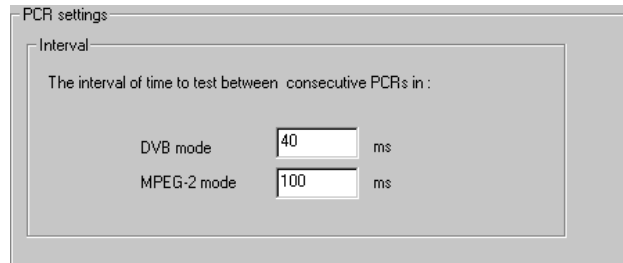 PCR settings
Interval
The interval of time to test between consecutive PCRs in :
DVB mode 40 ms
MPEG-2 mode 100 ms